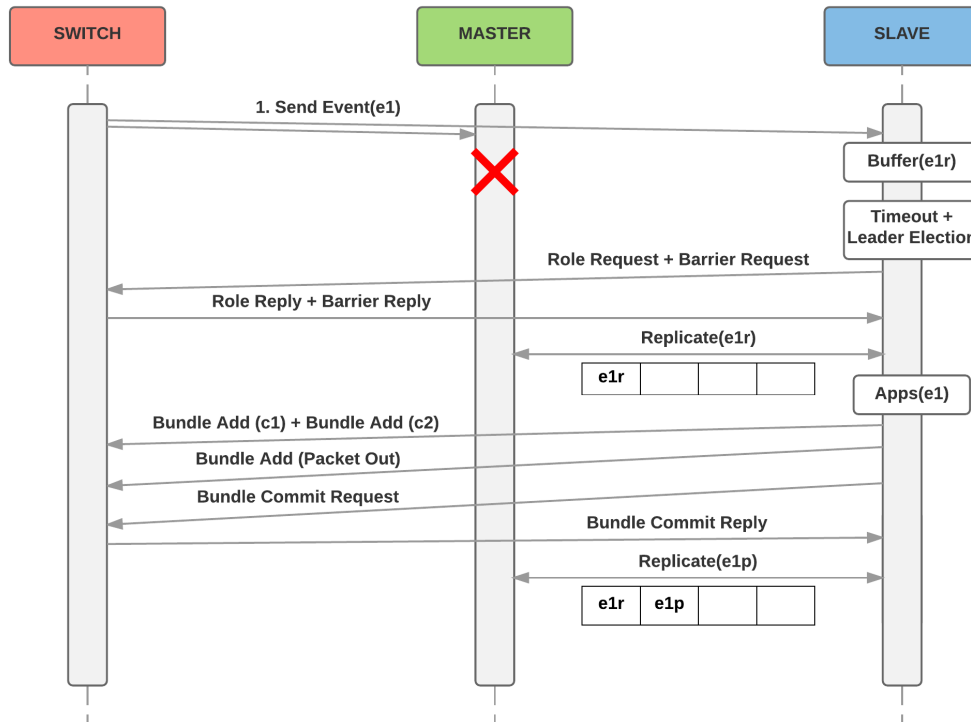 SWITCH
MASTER
SLAVE
1. Send Event(e1)
Buffer(e1r)
Timeout +
Leader Election
Role Request + Barrier Request
Role Reply + Barrier Reply
Replicate(e1r)
e1r
Apps(e1)
Bundle Add (c1) + Bundle Add (c2)
Bundle Add (Packet Out)
Bundle Commit Request
Bundle Commit Reply
Replicate(e1p)
e1r e1p